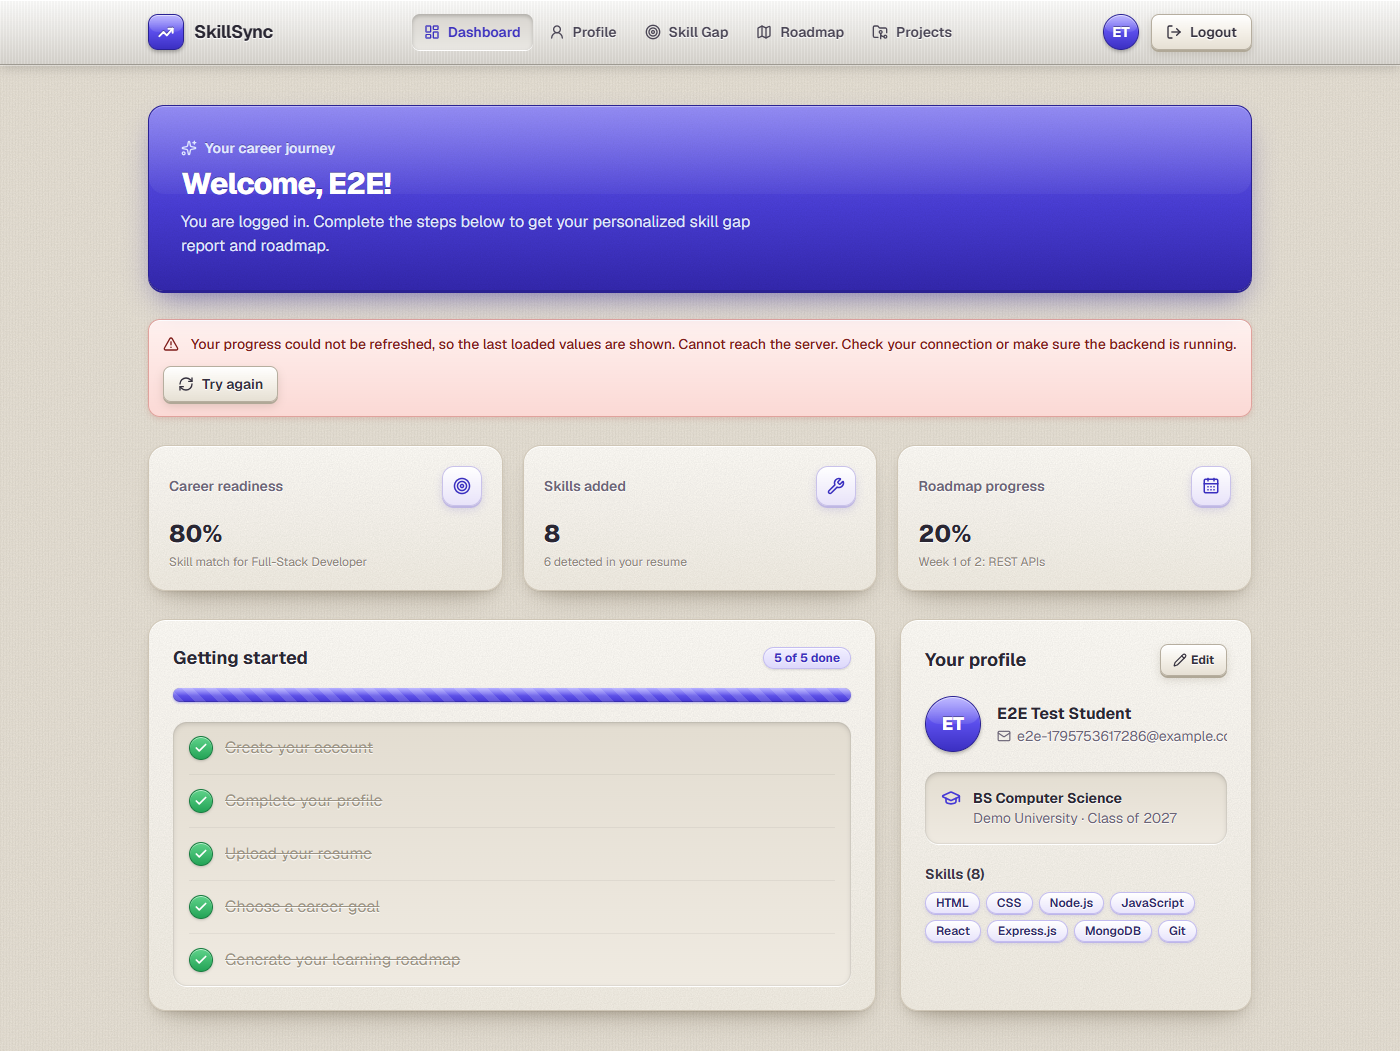 SkillSync
Dashboard
Profile
Skill Gap
Roadmap
Projects
ET
Logout
Your career journey
Welcome, E2E!
You are logged in. Complete the steps below to get your personalized skill gap
report and roadmap.
Your progress could not be refreshed, so the last loaded values are shown. Cannot reach the server. Check your connection or make sure the backend is running.
Try again
Career readiness
80%
Skill match for Full-Stack Developer
Skills added
8
6 detected in your resume
Roadmap progress
20%
Week 1 of 2: REST APIs
Getting started
5 of 5 done
Create your account
Complete your profile
Upload your resume
Choose a career goal
Generate your learning roadmap
Your profile
Edit
ET
E2E Test Student
e2e-1795753617286@example.co
BS Computer Science
Demo University · Class of 2027
Skills (8)
HTML CSS Node.js JavaScript
React Express.js MongoDB Git